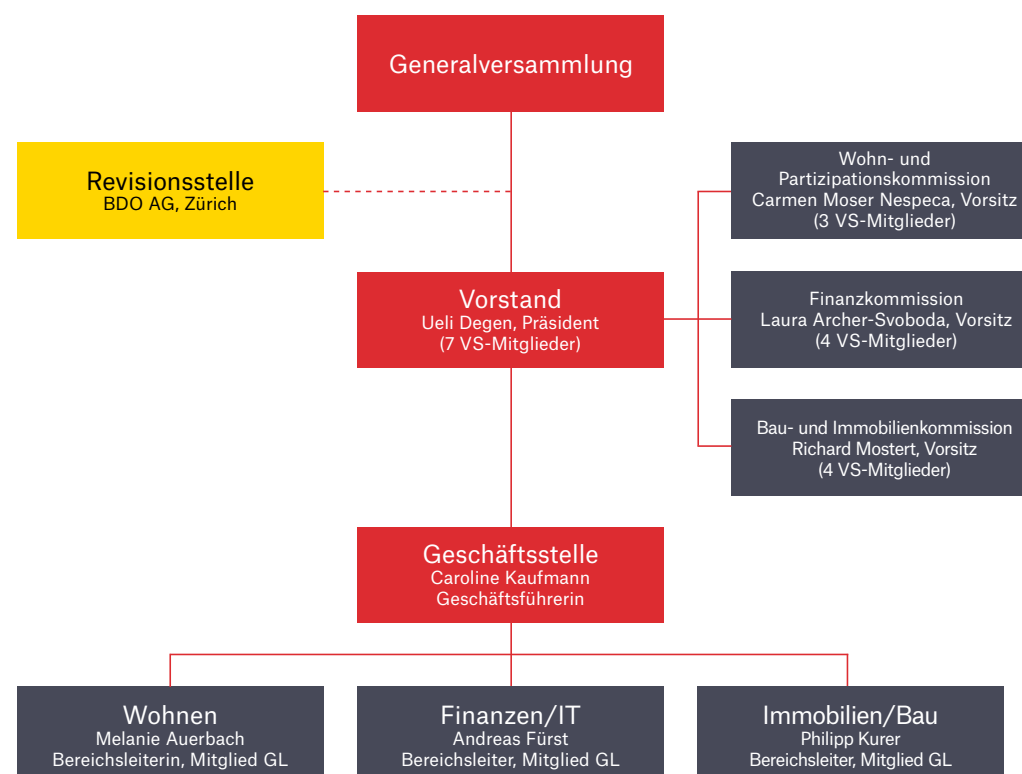 Generalversammlung
Revisionsstelle
BDO AG, Zürich
Wohn- und
Partizipationskommission
Carmen Moser Nespeca, Vorsitz
(3 VS-Mitglieder)
Vorstand
Ueli Degen, Präsident
(7 VS-Mitglieder)
Finanzkommission
Laura Archer-Svoboda, Vorsitz
(4 VS-Mitglieder)
Bau- und Immobilienkommission
Richard Mostert, Vorsitz
(4 VS-Mitglieder)
Geschäftsstelle
Caroline Kaufmann
Geschäftsführerin
Wohnen
Melanie Auerbach
Bereichsleiterin, Mitglied GL
Finanzen/IT
Andreas Fürst
Bereichsleiter, Mitglied GL
Immobilien/Bau
Philipp Kurer
Bereichsleiter, Mitglied GL